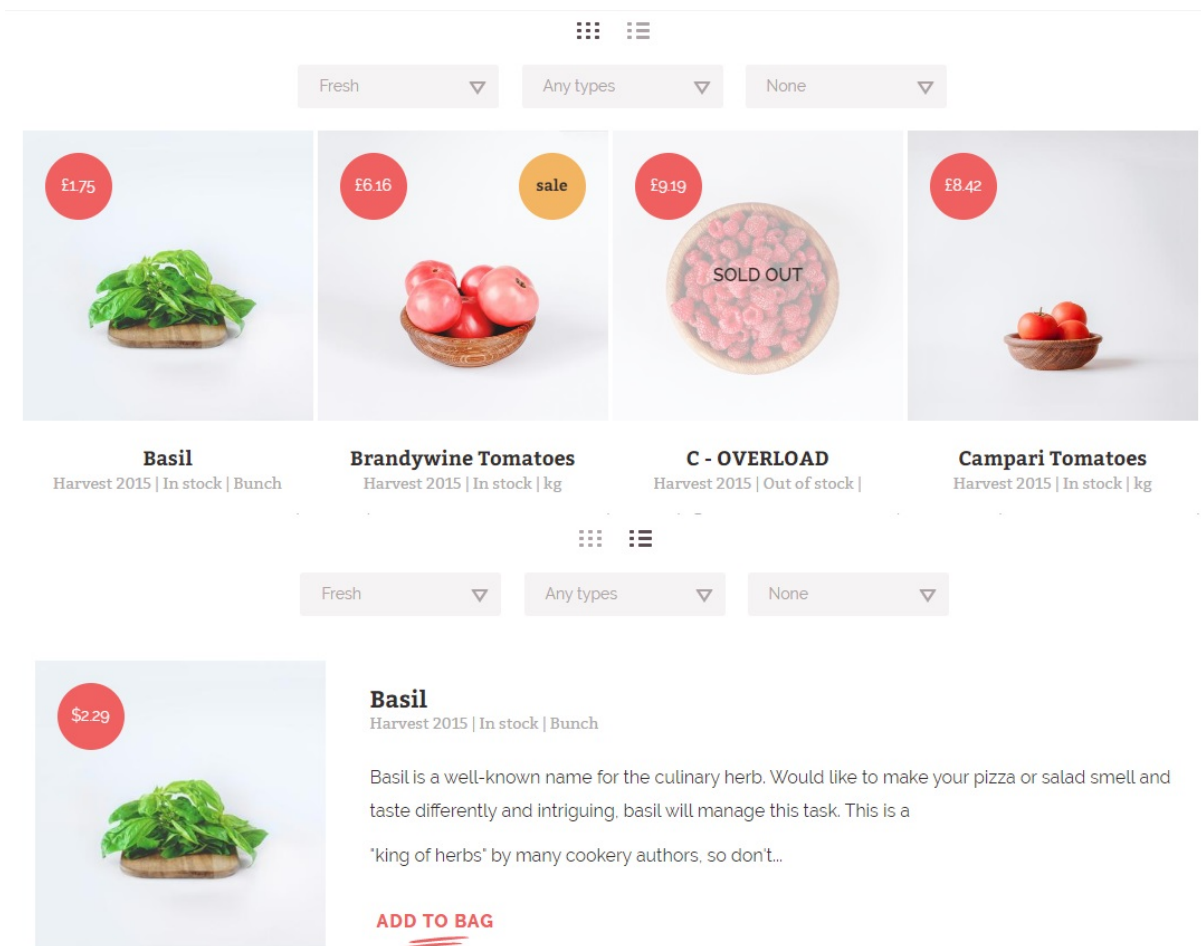 Fresh
Any types
None
£1.75
£6.16
sale
£9.19
£8.42
SOLD OUT
Basil
Harvest 2015 | In stock | Bunch
Brandywine Tomatoes
Harvest 2015 | In stock | kg
C - OVERLOAD
Harvest 2015 | Out of stock |
Campari Tomatoes
Harvest 2015 | In stock | kg
Fresh
Any types
None
$2.29
Basil
Harvest 2015 | In stock | Bunch
Basil is a well-known name for the culinary herb. Would like to make your pizza or salad smell and
taste differently and intriguing, basil will manage this task. This is a
"king of herbs" by many cookery authors, so don't...
ADD TO BAG